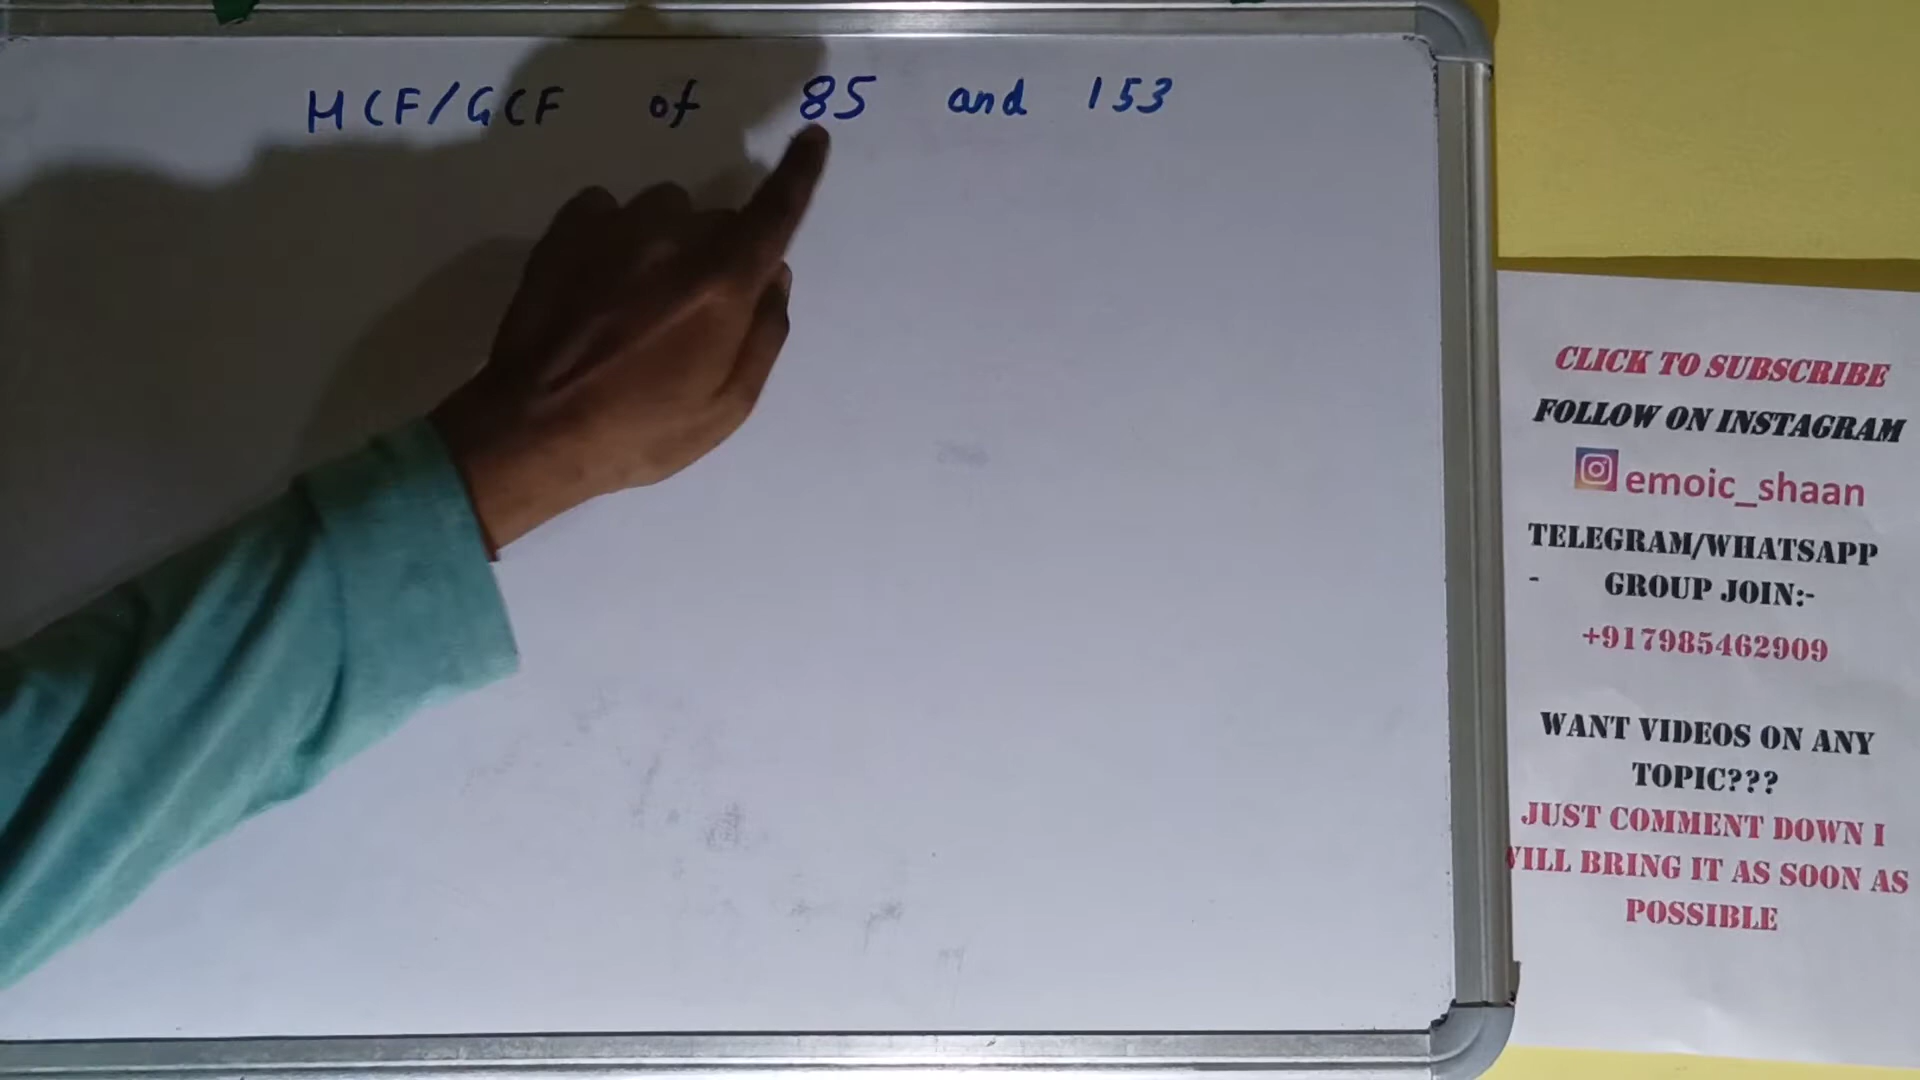 HCF/GCF of 85 and 153
CLICK TO SUBSCRIBE
FOLLOW ON INSTAGRAM
emoic_shaan
TELEGRAM/WHATSAPP
- GROUP JOIN:-
+917985462909
WANT VIDEOS ON ANY
TOPIC???
JUST COMMENT DOWN I
WILL BRING IT AS SOON AS
POSSIBLE